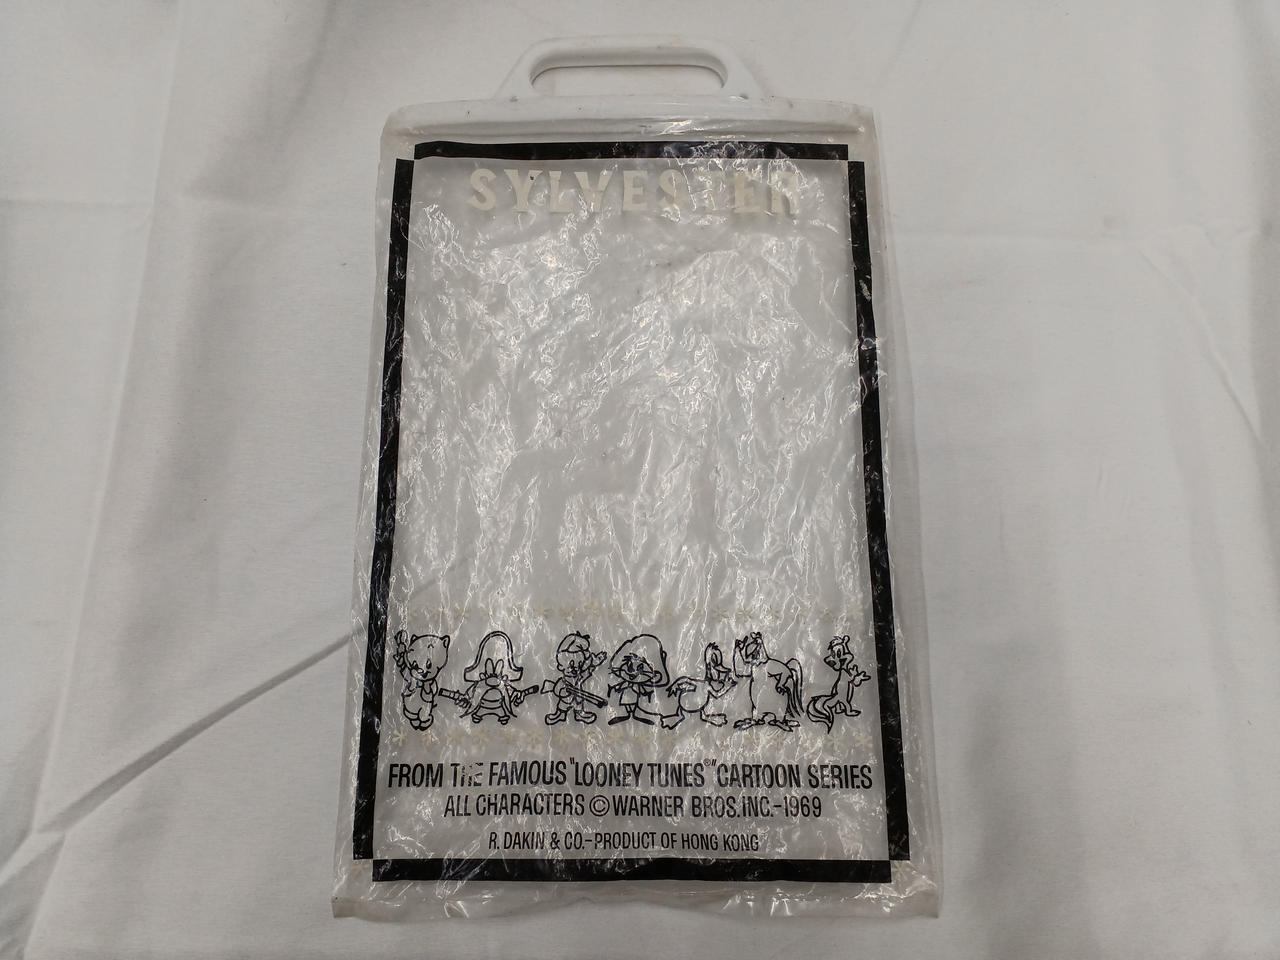 SYLVESTER
FROM THE FAMOUS "LOONEY TUNES®" CARTOON SERIES
ALL CHARACTERS © WARNER BROS. INC.-1969
R. DAKIN & CO.-PRODUCT OF HONG KONG